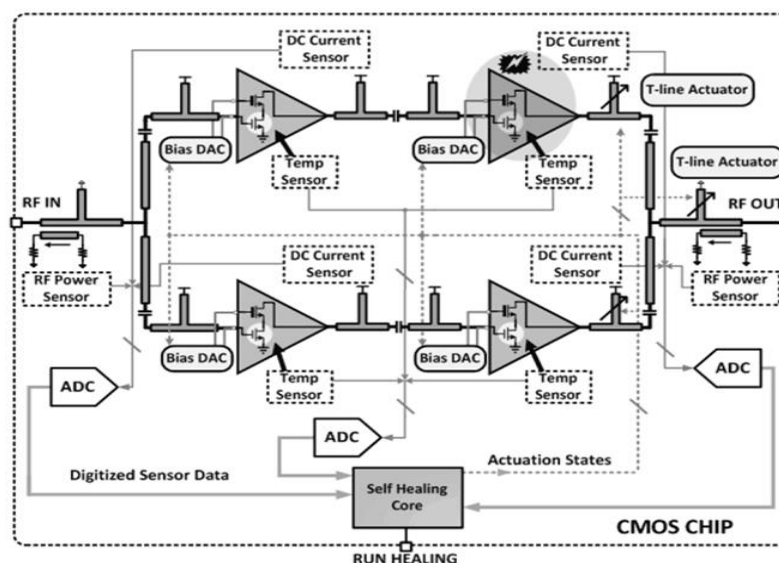 DC Current
Sensor
DC Current
Sensor
T-line Actuator
Bias DAC
Temp
Sensor
Bias DAC
Temp
Sensor
T-line Actuator
RF IN
RF OUT
RF Power
Sensor
DC Current
Sensor
DC Current
Sensor
RF Power
Sensor
Bias DAC
Temp
Sensor
Bias DAC
Temp
Sensor
ADC
ADC
ADC
Digitized Sensor Data
Actuation States
Self Healing
Core
CMOS CHIP
RUN HEALING